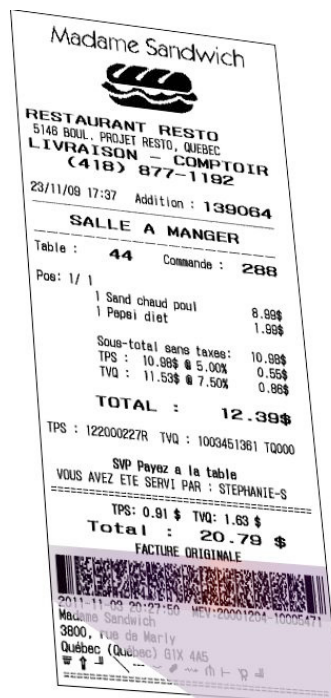 Madame Sandwich
RESTAURANT RESTO
5146 BOUL. PROJET RESTO, QUEBEC
LIVRAISON - COMPTOIR
(418) 877-1192
23/11/09 17:37 Addition : 139064
SALLE A MANGER
Table : 44 Commande : 288
Pos: 1/ 1
1 Sand chaud poul 8.99$
1 Pepsi diet 1.99$
Sous-total sans taxes: 10.98$
TPS : 10.98$ @ 5.00% 0.55$
TVQ : 11.53$ @ 7.50% 0.86$
TOTAL : 12.39$
TPS : 122000227R TVQ : 1003451361 TQ000
SVP Payez a la table
VOUS AVEZ ETE SERVI PAR : STEPHANIE-S
TPS: 0.91 $ TVQ: 1.63 $
Total : 20.79 $
FACTURE ORIGINALE
2011-11-03 20:27:50 MEV:20001204-10005471
Madame Sandwich
3800, rue de Marly
Québec (Québec) G1X 4A5